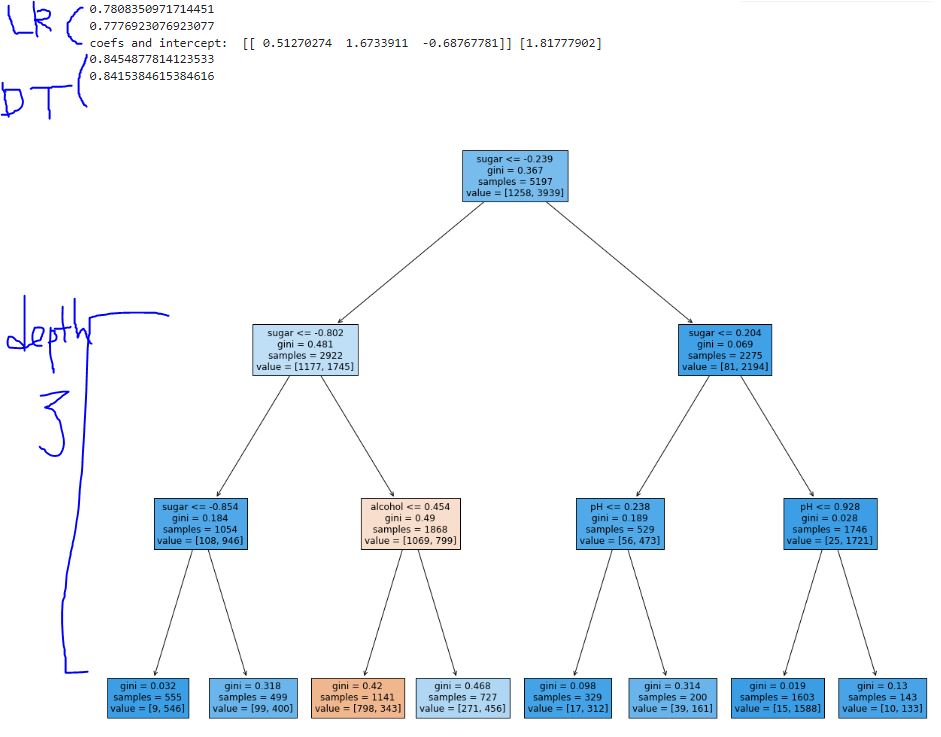 LR (
0.7808350971714451
0.7776923076923077
coefs and intercept:  [[ 0.51270274  1.6733911  -0.68767781]] [1.81777902]
DT (
0.8454877814123533
0.8415384615384616
sugar <= -0.239
gini = 0.367
samples = 5197
value = [1258, 3939]
depth
3
sugar <= -0.802
gini = 0.481
samples = 2922
value = [1177, 1745]
sugar <= 0.204
gini = 0.069
samples = 2275
value = [81, 2194]
sugar <= -0.854
gini = 0.184
samples = 1054
value = [108, 946]
alcohol <= 0.454
gini = 0.49
samples = 1868
value = [1069, 799]
pH <= 0.238
gini = 0.189
samples = 529
value = [56, 473]
pH <= 0.928
gini = 0.028
samples = 1746
value = [25, 1721]
gini = 0.032
samples = 555
value = [9, 546]
gini = 0.318
samples = 499
value = [99, 400]
gini = 0.42
samples = 1141
value = [798, 343]
gini = 0.468
samples = 727
value = [271, 456]
gini = 0.098
samples = 329
value = [17, 312]
gini = 0.314
samples = 200
value = [39, 161]
gini = 0.019
samples = 1603
value = [15, 1588]
gini = 0.13
samples = 143
value = [10, 133]